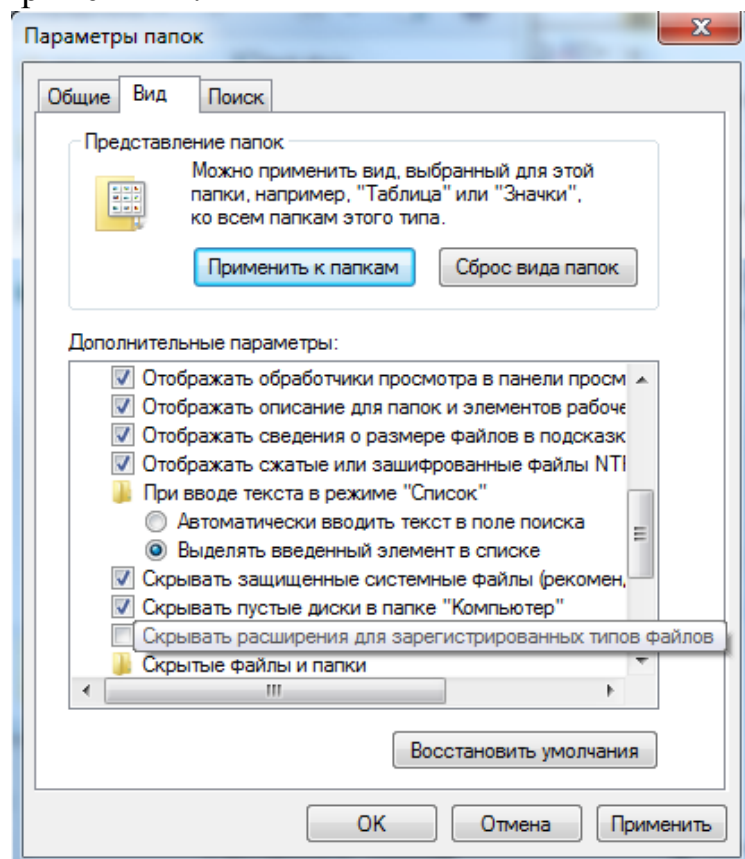 Параметры папок
Общие Вид Поиск
Представление папок
Можно применить вид, выбранный для этой
папки, например, "Таблица" или "Значки",
ко всем папкам этого типа.
Применить к папкам Сброс вида папок
Дополнительные параметры:
Отображать обработчики просмотра в панели просм
Отображать описание для папок и элементов рабоче
Отображать сведения о размере файлов в подсказк
Отображать сжатые или зашифрованные файлы NTF
При вводе текста в режиме "Список"
Автоматически вводить текст в поле поиска
Выделять введенный элемент в списке
Скрывать защищенные системные файлы (рекомен,
Скрывать пустые диски в папке "Компьютер"
Скрывать расширения для зарегистрированных типов файлов
Скрытые файлы и папки
Восстановить умолчания
OK Отмена Применить